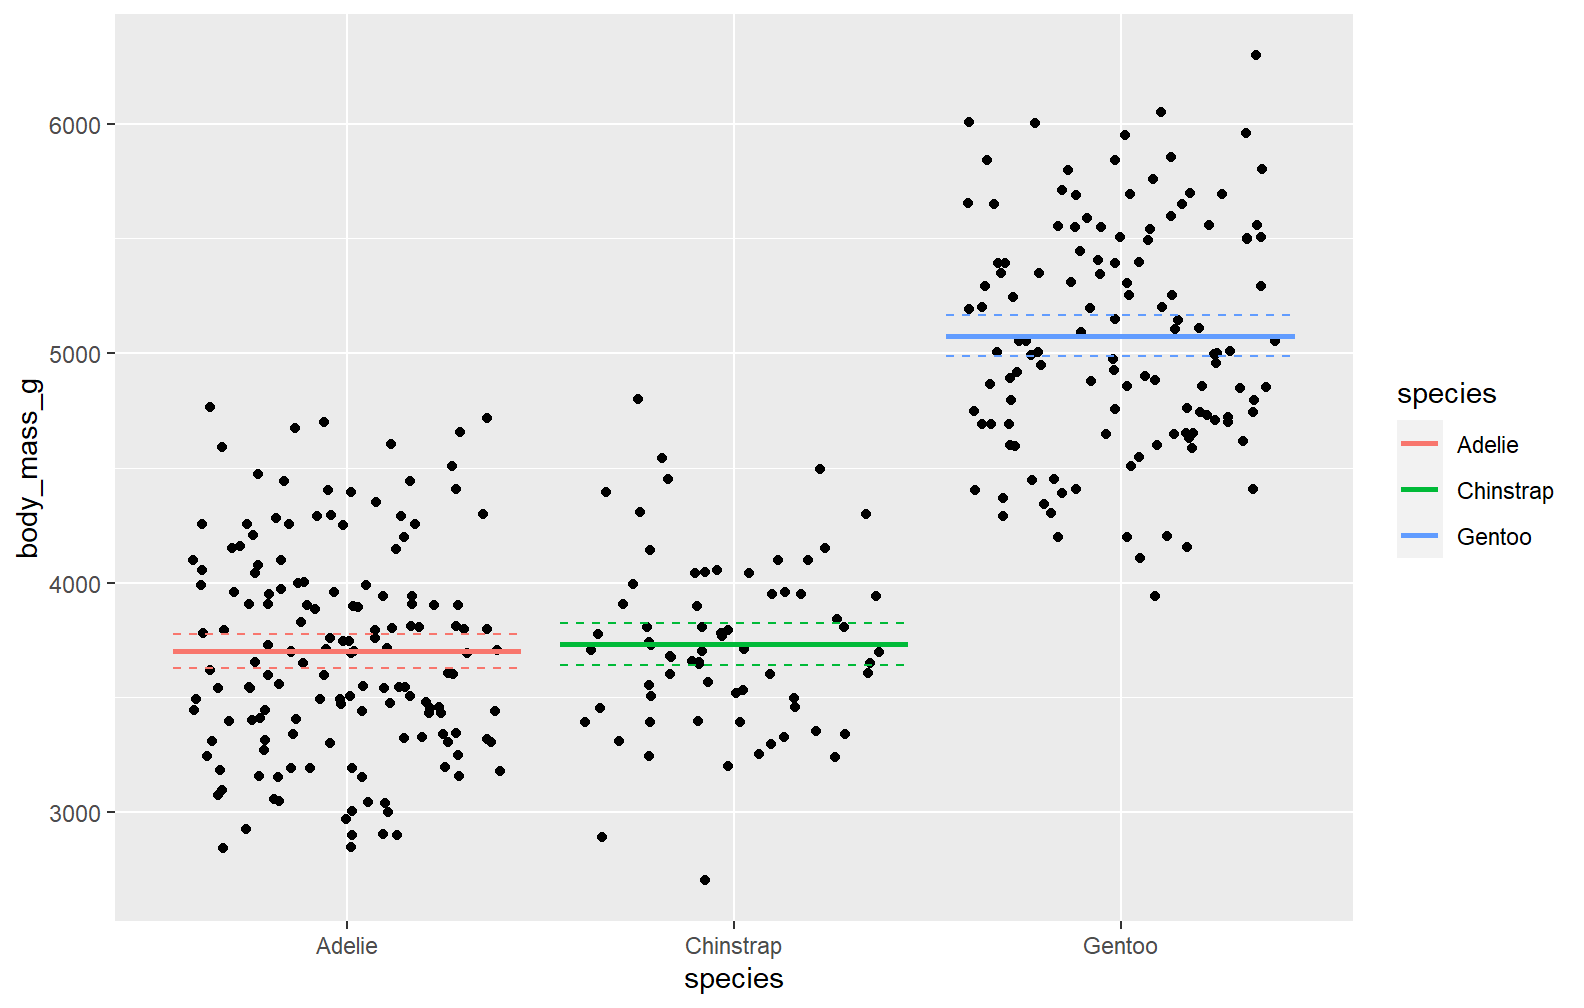 body_mass_g
6000
5000
4000
3000
Adelie
Chinstrap
Gentoo
species
species
Adelie
Chinstrap
Gentoo